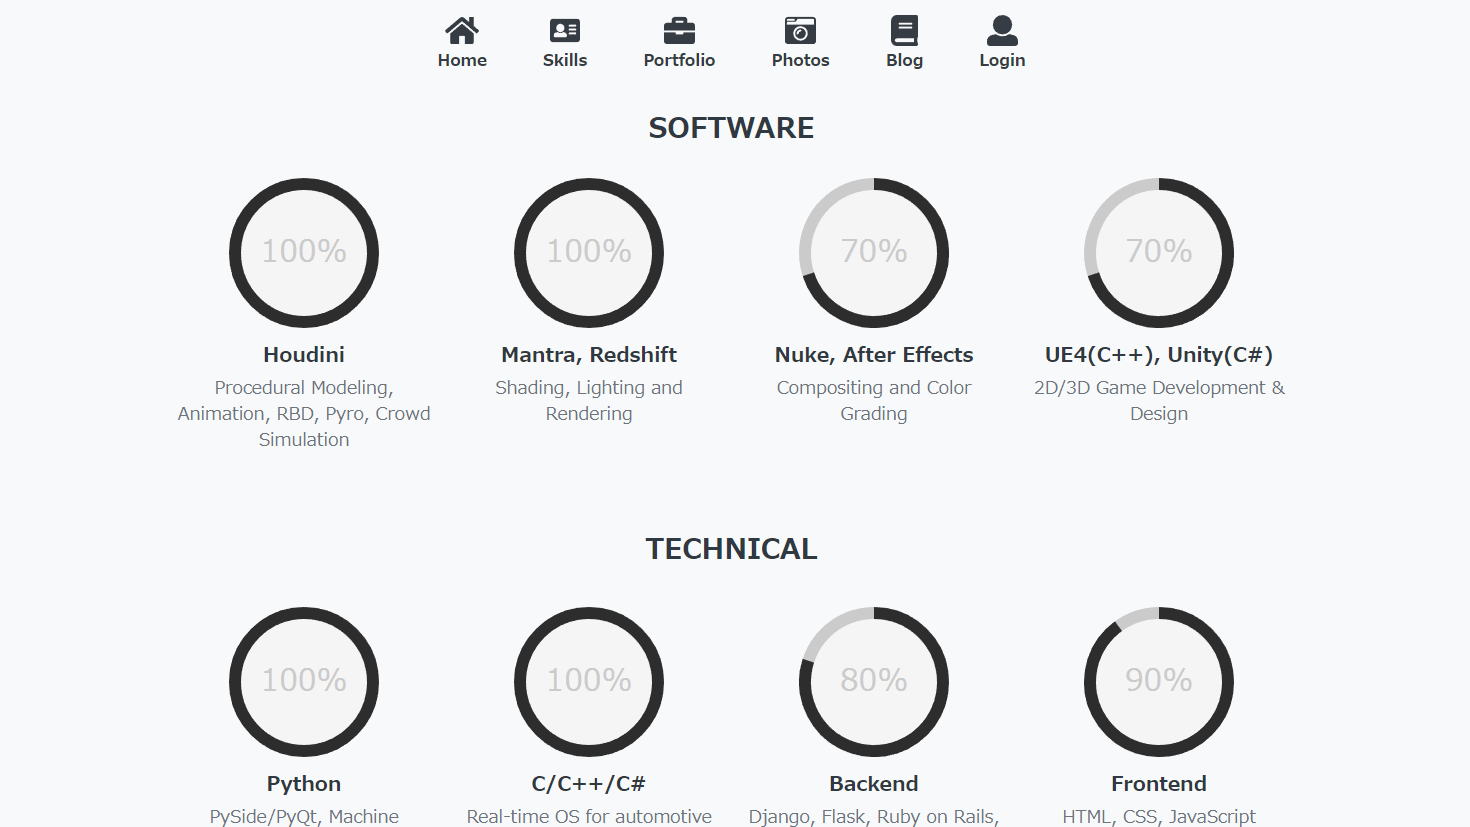 Home Skills Portfolio Photos Blog Login
SOFTWARE
100% 100% 70% 70%
Houdini Mantra, Redshift Nuke, After Effects UE4(C++), Unity(C#)
Procedural Modeling, Shading, Lighting and Compositing and Color 2D/3D Game Development &
Animation, RBD, Pyro, Crowd Rendering Grading Design
Simulation
TECHNICAL
100% 100% 80% 90%
Python C/C++/C# Backend Frontend
PySide/PyQt, Machine Real-time OS for automotive Django, Flask, Ruby on Rails, HTML, CSS, JavaScript